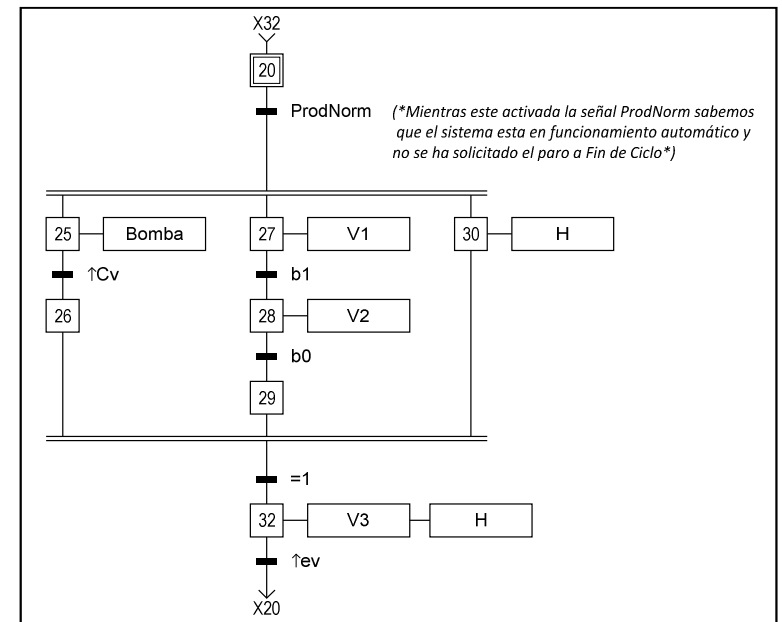 X32
20
ProdNorm
(*Mientras este activada la señal ProdNorm sabemos
que el sistema esta en funcionamiento automático y
no se ha solicitado el paro a Fin de Ciclo*)
25 Bomba 27 V1 30 H
↑Cv b1
26 28 V2
b0
29
=1
32 V3 H
↑ev
X20